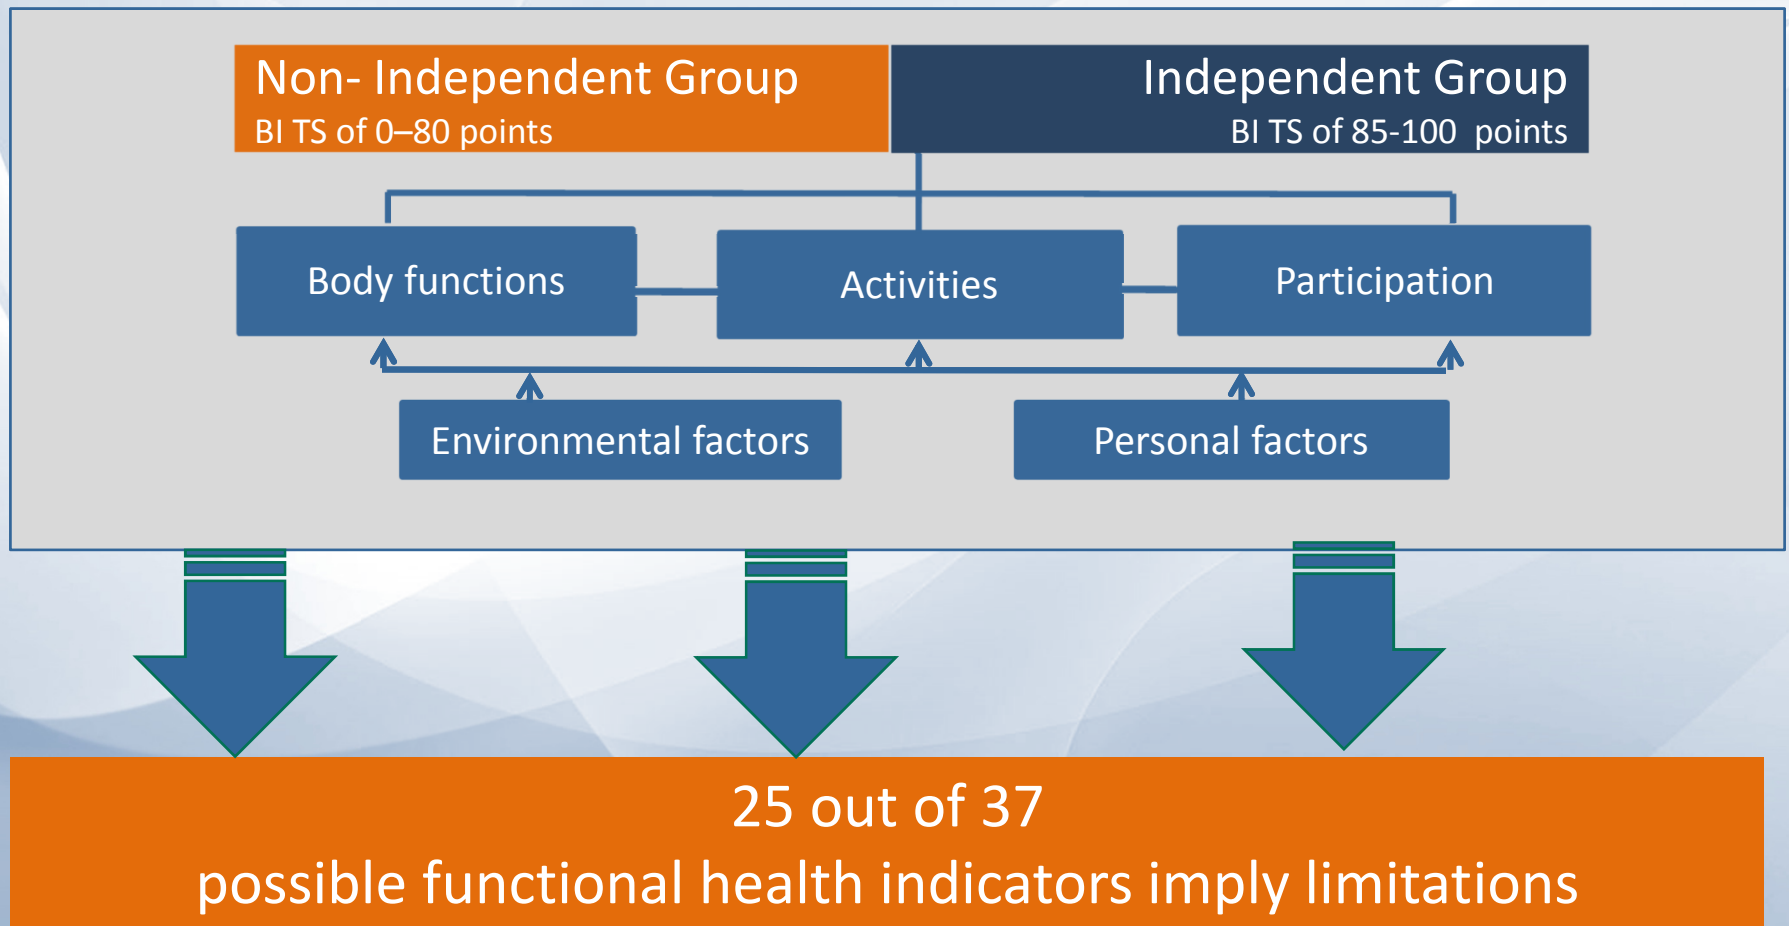 Non- Independent Group
BI TS of 0–80 points
Independent Group
BI TS of 85-100 points
Body functions
Activities
Participation
Environmental factors
Personal factors
25 out of 37
possible functional health indicators imply limitations